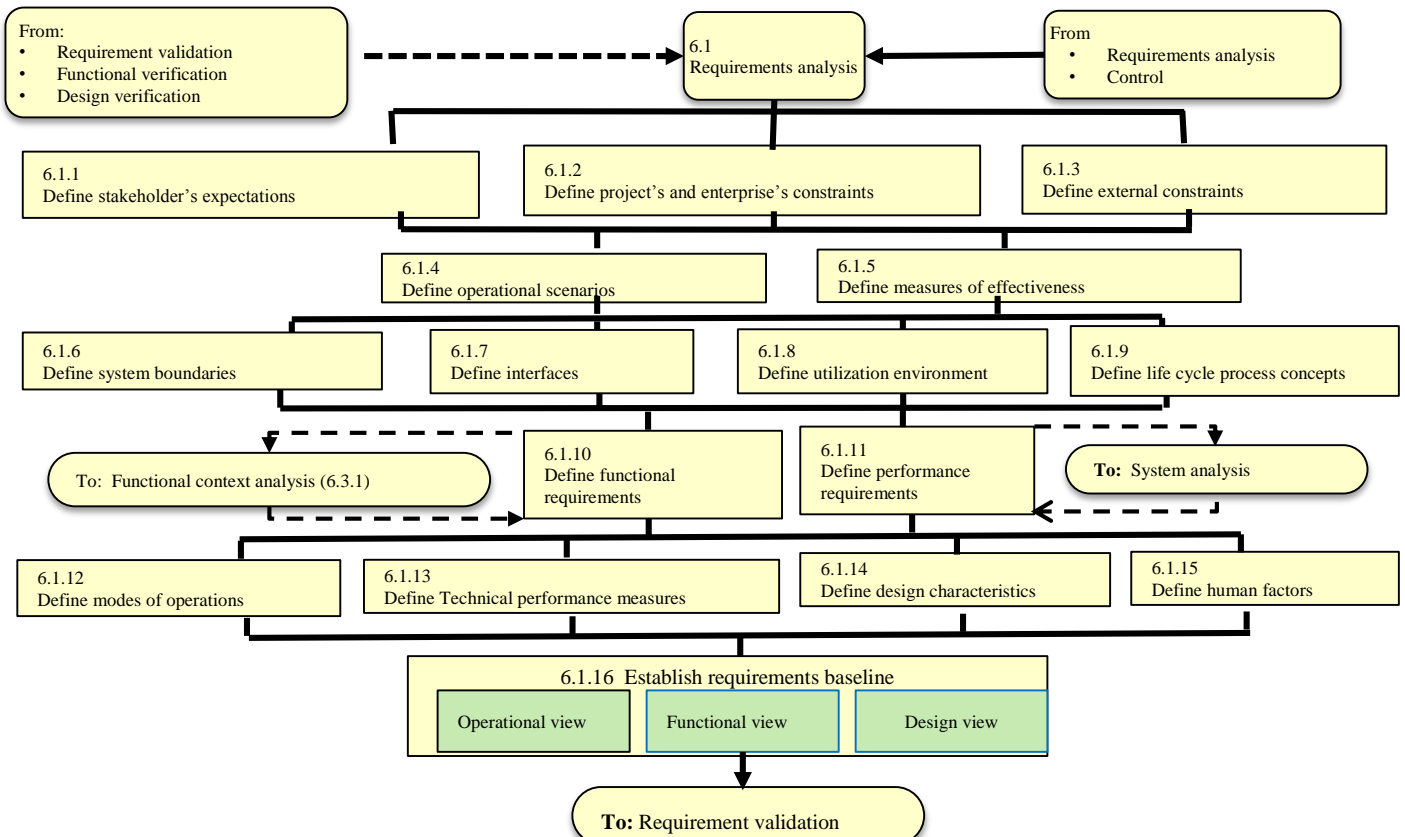 From:
• Requirement validation
• Functional verification
• Design verification
6.1
Requirements analysis
From
• Requirements analysis
• Control
6.1.1
Define stakeholder’s expectations
6.1.2
Define project’s and enterprise’s constraints
6.1.3
Define external constraints
6.1.4
Define operational scenarios
6.1.5
Define measures of effectiveness
6.1.6
Define system boundaries
6.1.7
Define interfaces
6.1.8
Define utilization environment
6.1.9
Define life cycle process concepts
To: Functional context analysis (6.3.1)
6.1.10
Define functional
requirements
6.1.11
Define performance
requirements
To: System analysis
6.1.12
Define modes of operations
6.1.13
Define Technical performance measures
6.1.14
Define design characteristics
6.1.15
Define human factors
6.1.16 Establish requirements baseline
Operational view
Functional view
Design view
To: Requirement validation